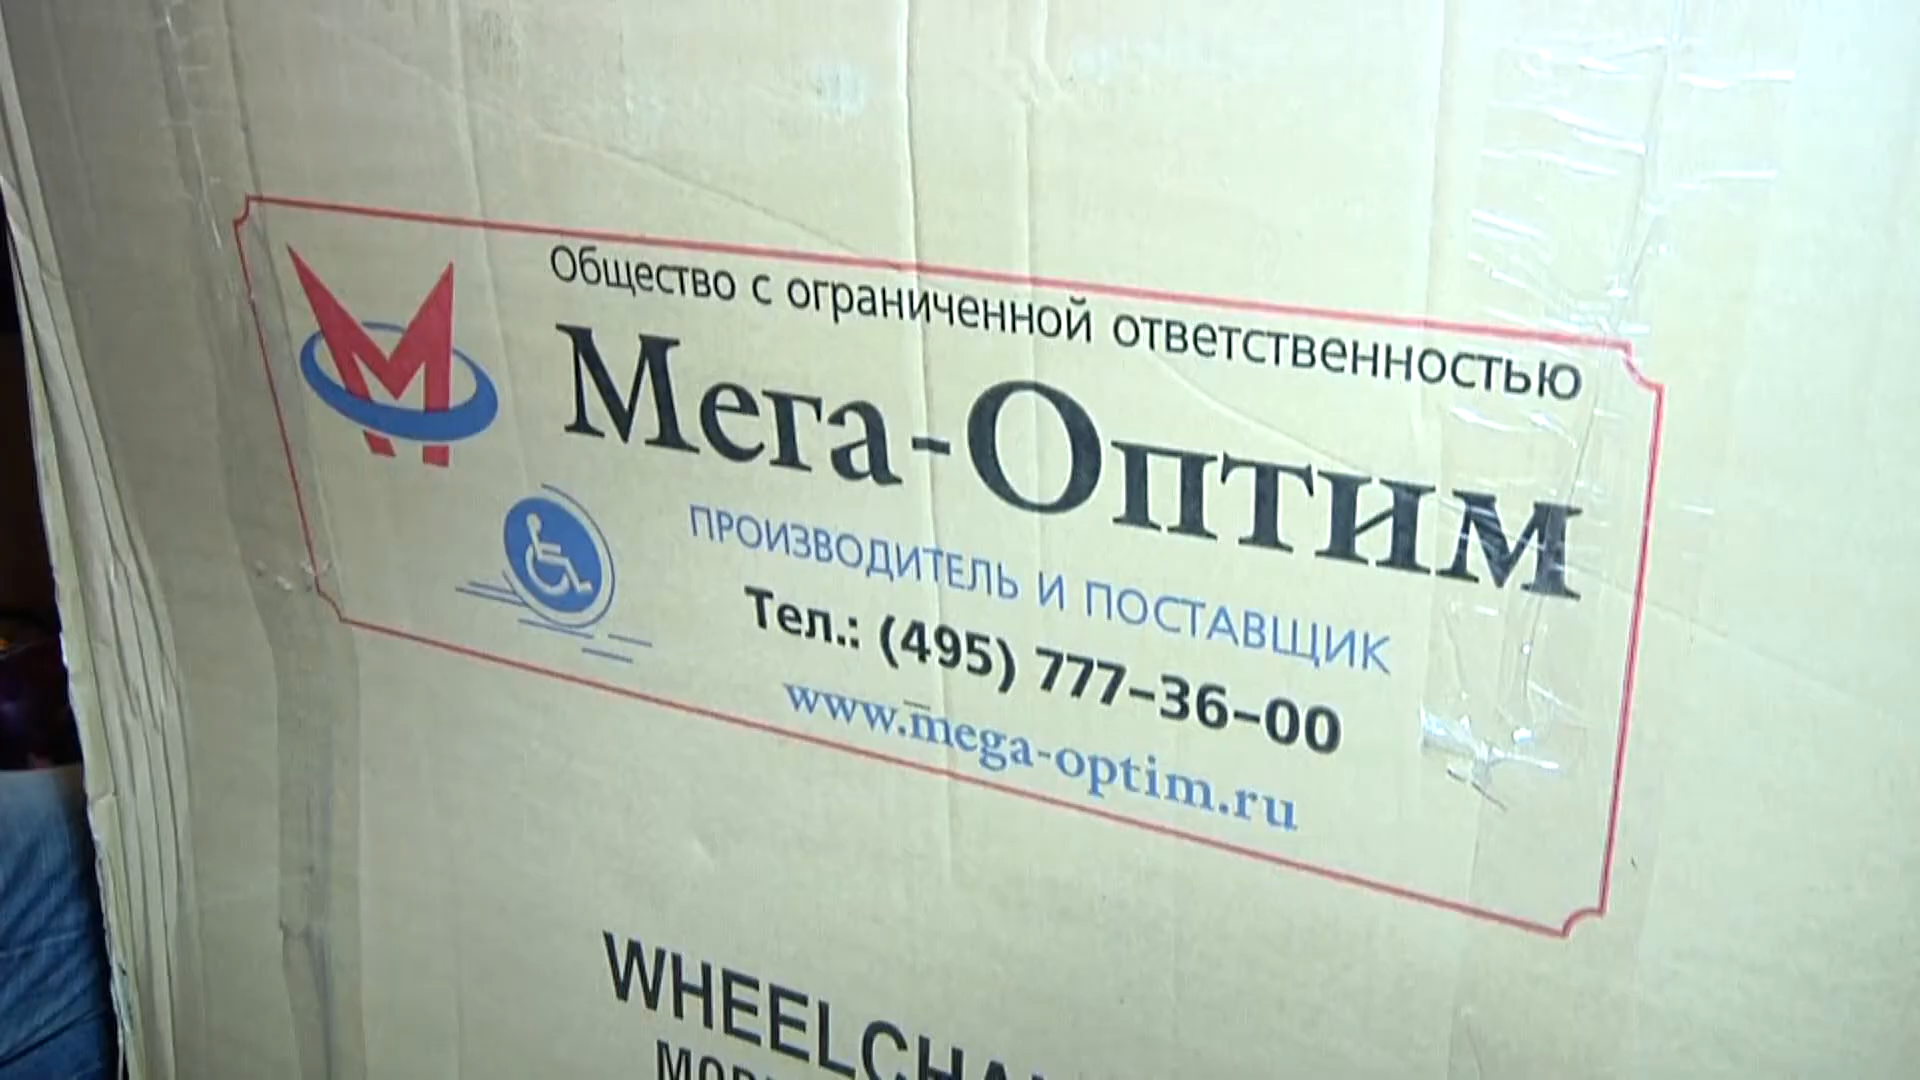 Общество с ограниченной ответственностью
Мега-Оптим
ПРОИЗВОДИТЕЛЬ И ПОСТАВЩИК
Тел.: (495) 777-36-00
www.mega-optim.ru